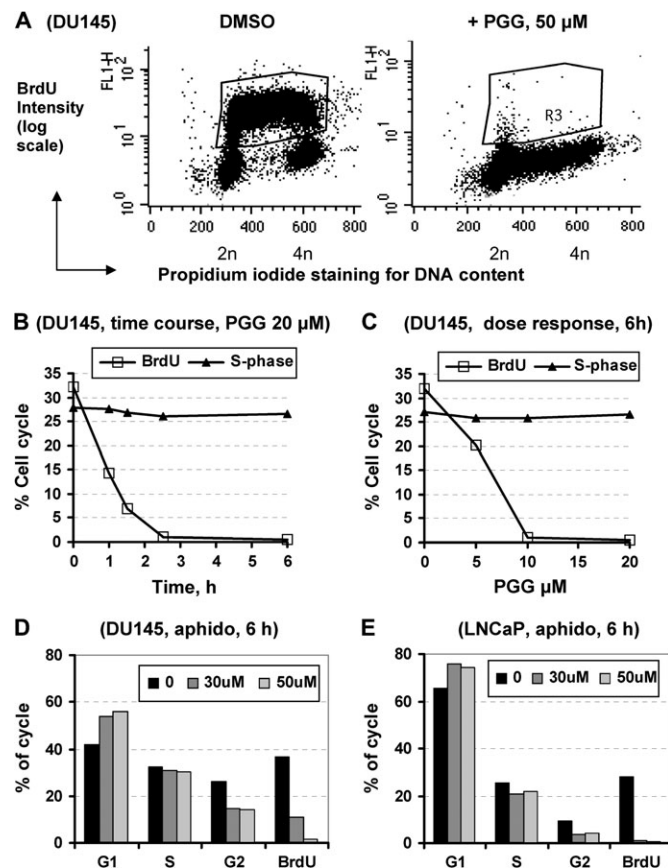 A (DU145) DMSO + PGG, 50 µM
BrdU
Intensity
(log
scale)
FL1-H
10² 10¹ 10⁰
0 200 400 600 800
2n 4n
FL1-H
10² 10¹ 10⁰
R3
0 200 400 600 800
2n 4n
Propidium iodide staining for DNA content
B (DU145, time course, PGG 20 µM)
BrdU S-phase
% Cell cycle
35
30
25
20
15
10
5
0
0 1 2 3 4 5 6
Time, h
C (DU145, dose response, 6h)
BrdU S-phase
% Cell cycle
35
30
25
20
15
10
5
0
0 5 10 15 20
PGG µM
D (DU145, aphido, 6 h)
0 30uM 50uM
% of cycle
80
60
40
20
0
G1 S G2 BrdU
E (LNCaP, aphido, 6 h)
0 30uM 50uM
% of cycle
80
60
40
20
0
G1 S G2 BrdU